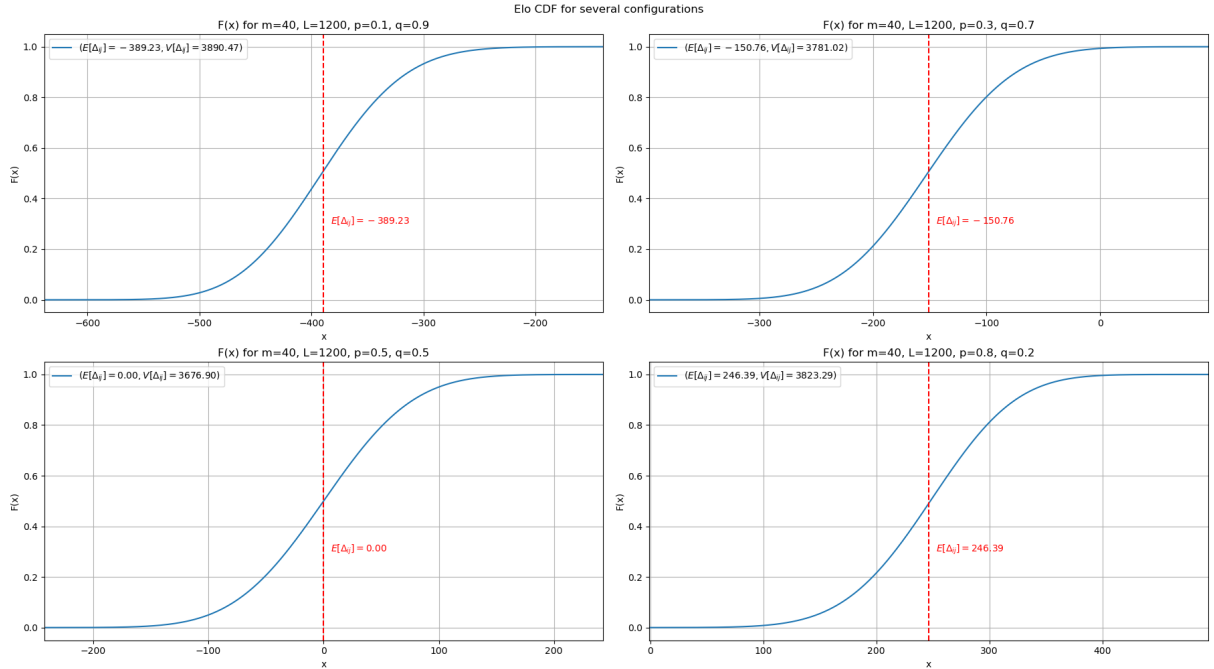 Elo CDF for several configurations
F(x) for m=40, L=1200, p=0.1, q=0.9
(E[Δij] = −389.23, V[Δij] = 3890.47)
1.0
0.8
0.6
0.4
0.2
0.0
F(x)
E[Δij] = −389.23
−600
−500
−400
−300
−200
x
F(x) for m=40, L=1200, p=0.3, q=0.7
(E[Δij] = −150.76, V[Δij] = 3781.02)
1.0
0.8
0.6
0.4
0.2
0.0
F(x)
E[Δij] = −150.76
−300
−200
−100
0
x
F(x) for m=40, L=1200, p=0.5, q=0.5
(E[Δij] = 0.00, V[Δij] = 3676.90)
1.0
0.8
0.6
0.4
0.2
0.0
F(x)
E[Δij] = 0.00
−200
−100
0
100
200
x
F(x) for m=40, L=1200, p=0.8, q=0.2
(E[Δij] = 246.39, V[Δij] = 3823.29)
1.0
0.8
0.6
0.4
0.2
0.0
F(x)
E[Δij] = 246.39
0
100
200
300
400
x